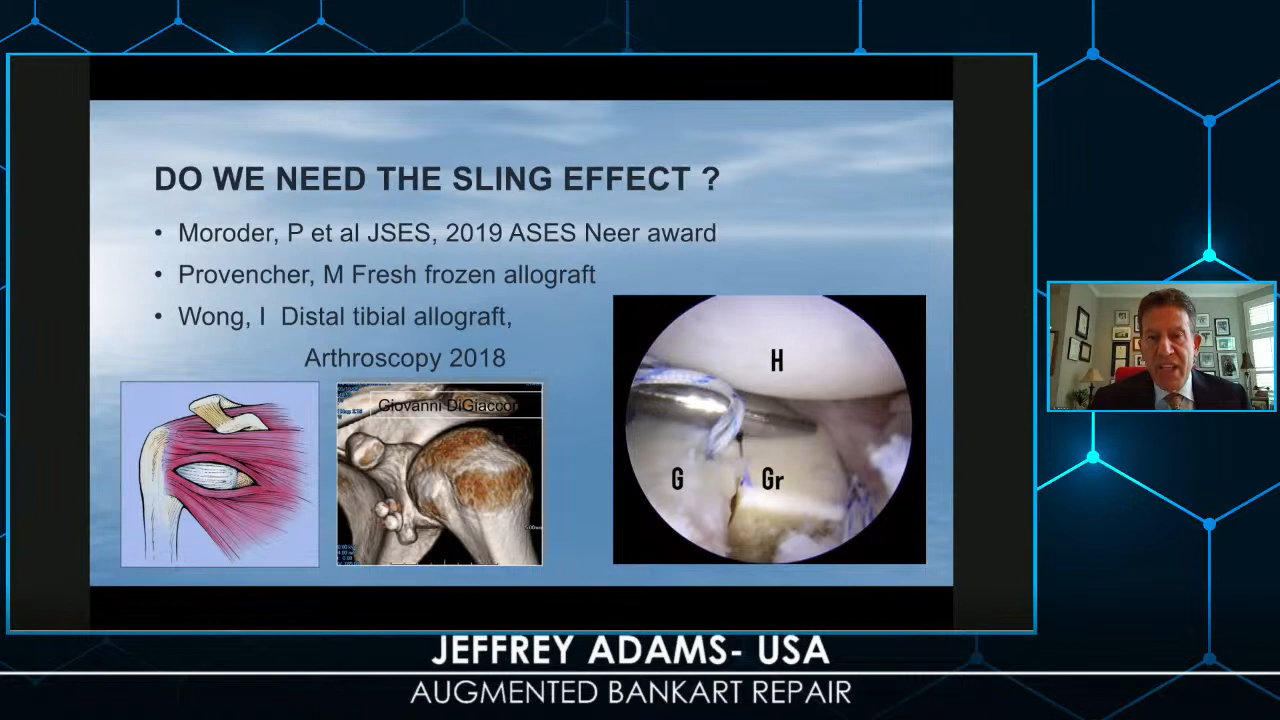 DO WE NEED THE SLING EFFECT ?
• Moroder, P et al JSES, 2019 ASES Neer award
• Provencher, M Fresh frozen allograft
• Wong, I Distal tibial allograft,
Arthroscopy 2018
Giovanni DiGiacco
H
G
Gr
JEFFREY ADAMS- USA
AUGMENTED BANKART REPAIR